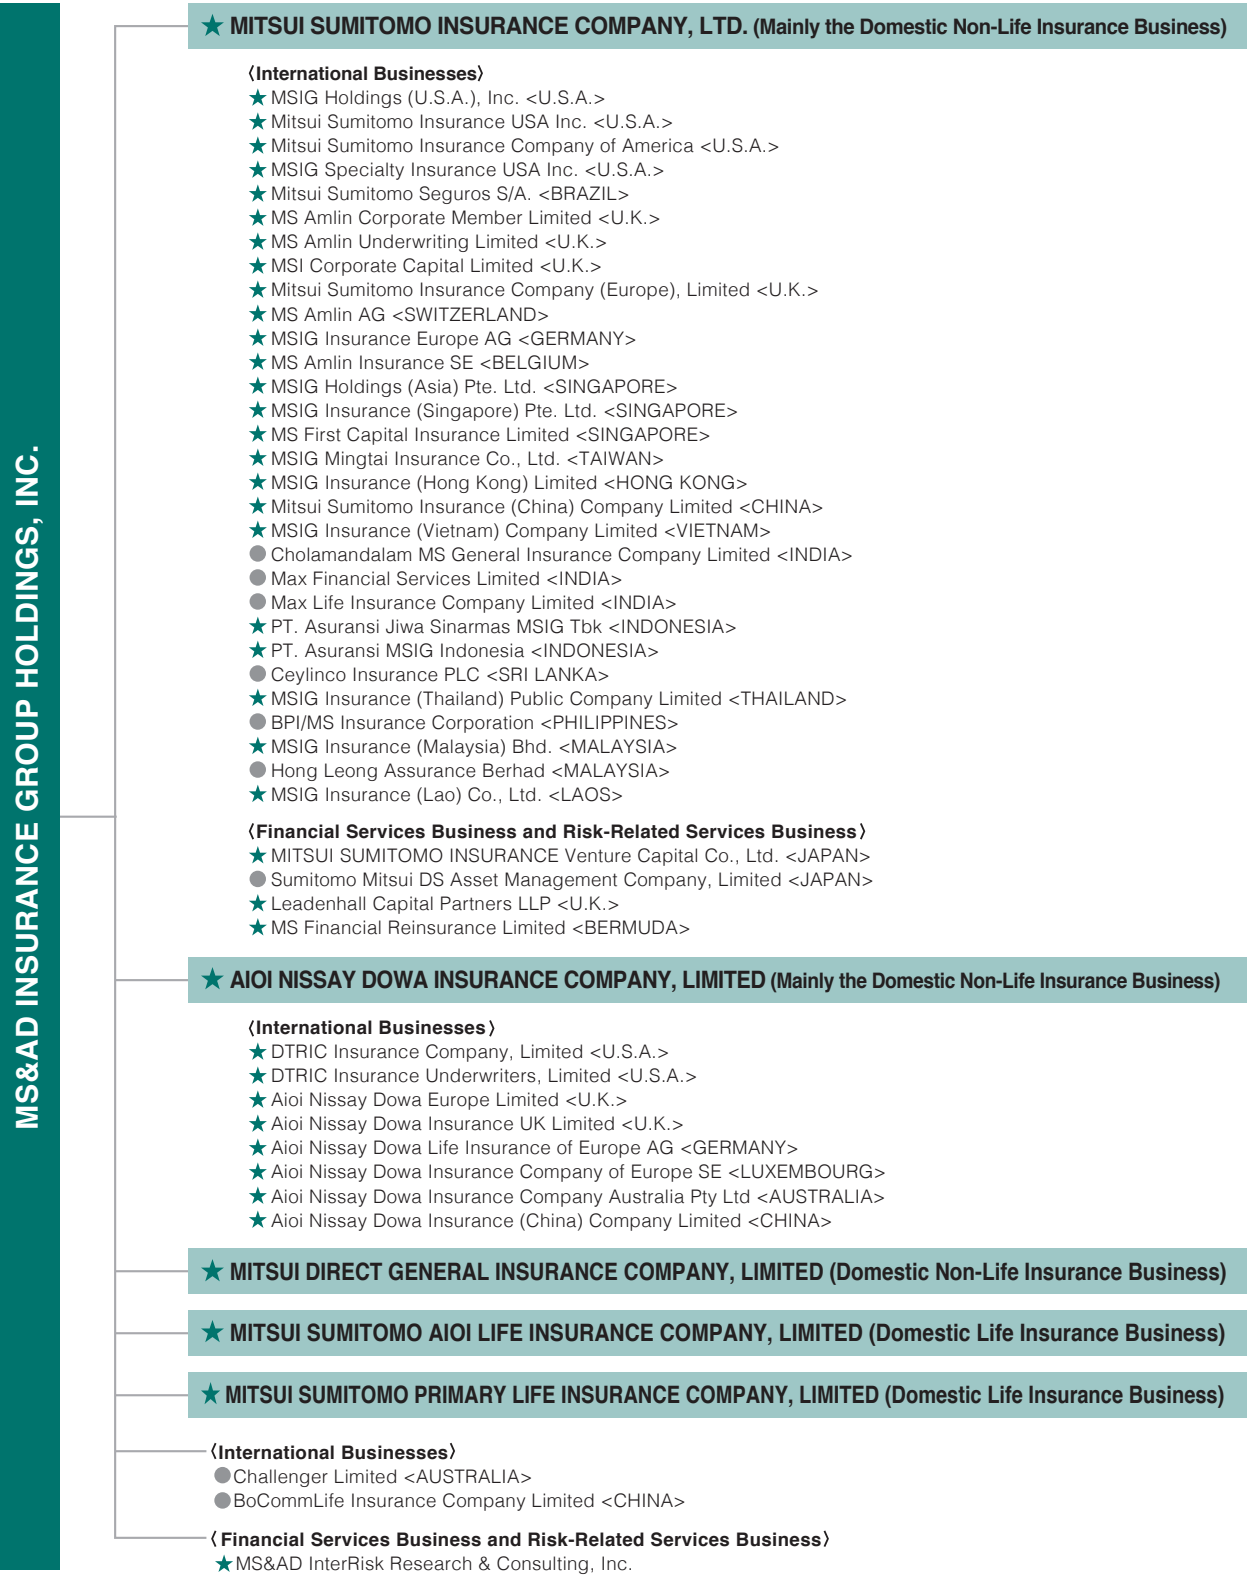 MS&AD INSURANCE GROUP HOLDINGS, INC.
★ MITSUI SUMITOMO INSURANCE COMPANY, LTD. (Mainly the Domestic Non-Life Insurance Business)
〈International Businesses〉
★ MSIG Holdings (U.S.A.), Inc. <U.S.A.>
★ Mitsui Sumitomo Insurance USA Inc. <U.S.A.>
★ Mitsui Sumitomo Insurance Company of America <U.S.A.>
★ MSIG Specialty Insurance USA Inc. <U.S.A.>
★ Mitsui Sumitomo Seguros S/A. <BRAZIL>
★ MS Amlin Corporate Member Limited <U.K.>
★ MS Amlin Underwriting Limited <U.K.>
★ MSI Corporate Capital Limited <U.K.>
★ Mitsui Sumitomo Insurance Company (Europe), Limited <U.K.>
★ MS Amlin AG <SWITZERLAND>
★ MSIG Insurance Europe AG <GERMANY>
★ MS Amlin Insurance SE <BELGIUM>
★ MSIG Holdings (Asia) Pte. Ltd. <SINGAPORE>
★ MSIG Insurance (Singapore) Pte. Ltd. <SINGAPORE>
★ MS First Capital Insurance Limited <SINGAPORE>
★ MSIG Mingtai Insurance Co., Ltd. <TAIWAN>
★ MSIG Insurance (Hong Kong) Limited <HONG KONG>
★ Mitsui Sumitomo Insurance (China) Company Limited <CHINA>
★ MSIG Insurance (Vietnam) Company Limited <VIETNAM>
● Cholamandalam MS General Insurance Company Limited <INDIA>
● Max Financial Services Limited <INDIA>
● Max Life Insurance Company Limited <INDIA>
★ PT. Asuransi Jiwa Sinarmas MSIG Tbk <INDONESIA>
★ PT. Asuransi MSIG Indonesia <INDONESIA>
● Ceylinco Insurance PLC <SRI LANKA>
★ MSIG Insurance (Thailand) Public Company Limited <THAILAND>
● BPI/MS Insurance Corporation <PHILIPPINES>
★ MSIG Insurance (Malaysia) Bhd. <MALAYSIA>
● Hong Leong Assurance Berhad <MALAYSIA>
★ MSIG Insurance (Lao) Co., Ltd. <LAOS>
〈Financial Services Business and Risk-Related Services Business〉
★ MITSUI SUMITOMO INSURANCE Venture Capital Co., Ltd. <JAPAN>
● Sumitomo Mitsui DS Asset Management Company, Limited <JAPAN>
★ Leadenhall Capital Partners LLP <U.K.>
★ MS Financial Reinsurance Limited <BERMUDA>
★ AIOI NISSAY DOWA INSURANCE COMPANY, LIMITED (Mainly the Domestic Non-Life Insurance Business)
〈International Businesses〉
★ DTRIC Insurance Company, Limited <U.S.A.>
★ DTRIC Insurance Underwriters, Limited <U.S.A.>
★ Aioi Nissay Dowa Europe Limited <U.K.>
★ Aioi Nissay Dowa Insurance UK Limited <U.K.>
★ Aioi Nissay Dowa Life Insurance of Europe AG <GERMANY>
★ Aioi Nissay Dowa Insurance Company of Europe SE <LUXEMBOURG>
★ Aioi Nissay Dowa Insurance Company Australia Pty Ltd <AUSTRALIA>
★ Aioi Nissay Dowa Insurance (China) Company Limited <CHINA>
★ MITSUI DIRECT GENERAL INSURANCE COMPANY, LIMITED (Domestic Non-Life Insurance Business)
★ MITSUI SUMITOMO AIOI LIFE INSURANCE COMPANY, LIMITED (Domestic Life Insurance Business)
★ MITSUI SUMITOMO PRIMARY LIFE INSURANCE COMPANY, LIMITED (Domestic Life Insurance Business)
〈International Businesses〉
● Challenger Limited <AUSTRALIA>
● BoCommLife Insurance Company Limited <CHINA>
〈Financial Services Business and Risk-Related Services Business〉
★ MS&AD InterRisk Research & Consulting, Inc.